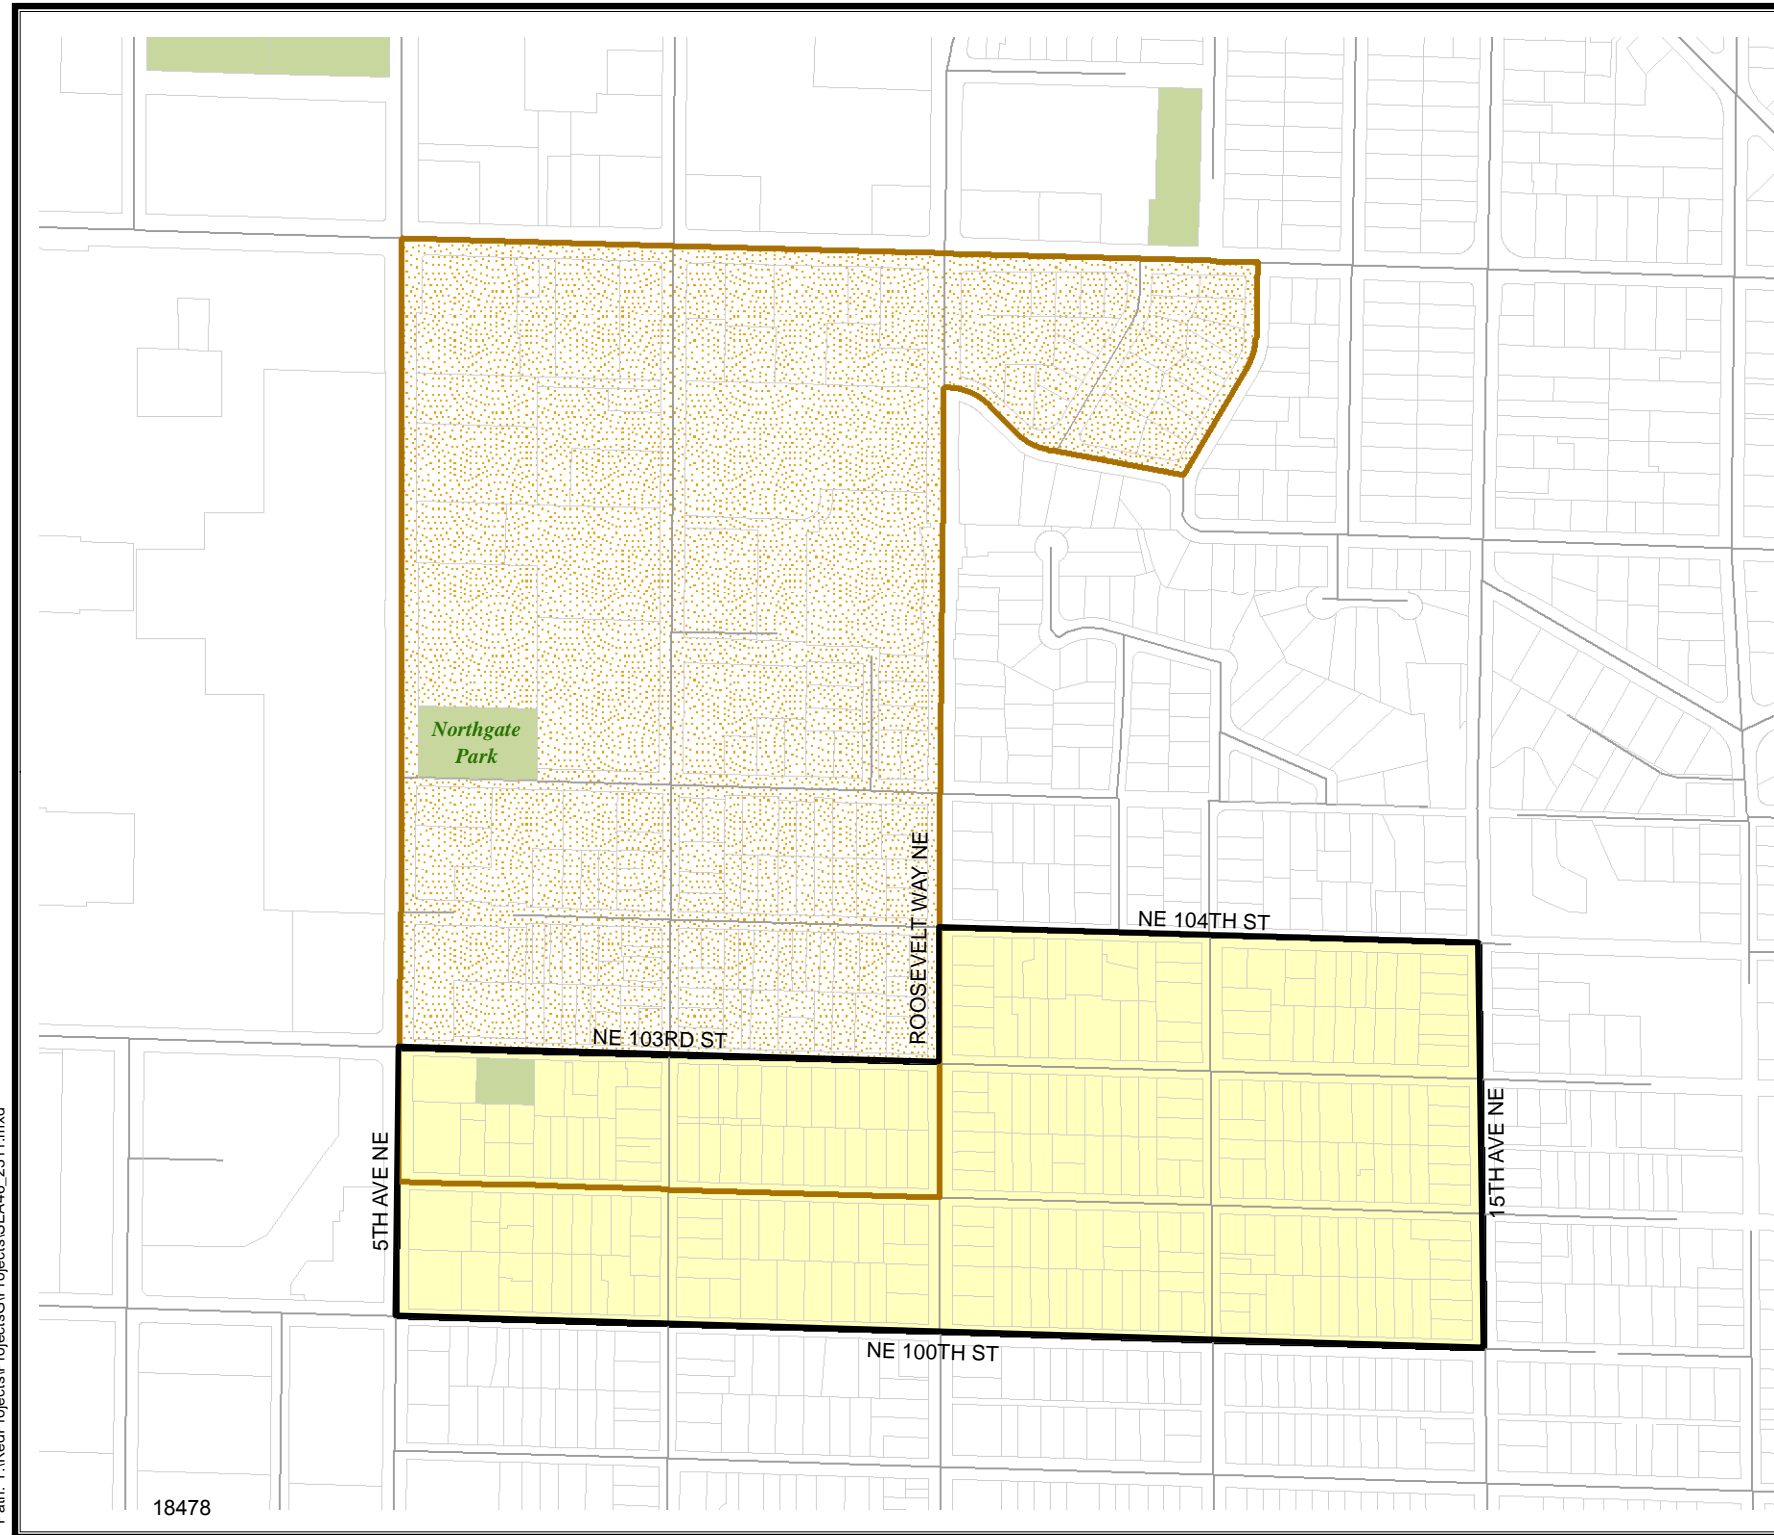 Northgate
Park
ROOSEVELT WAY NE
NE 104TH ST
NE 103RD ST
5TH AVE NE
15TH AVE NE
NE 100TH ST
18478